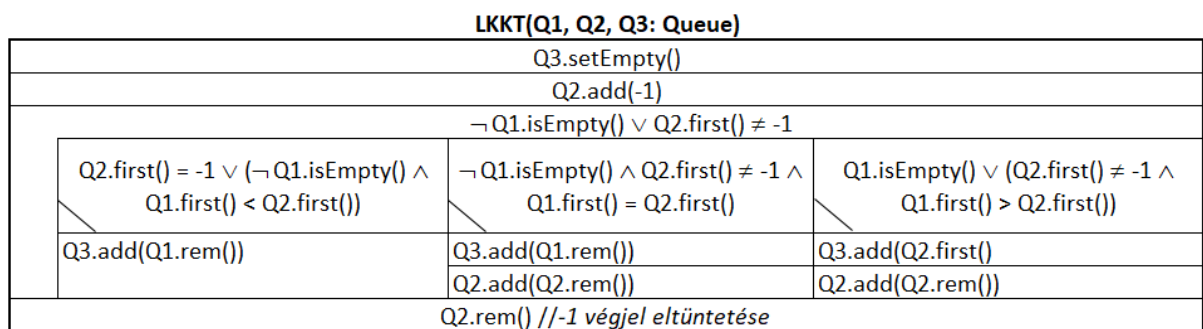 LKKT(Q1, Q2, Q3: Queue)
Q3.setEmpty()
Q2.add(-1)
¬ Q1.isEmpty() ∨ Q2.first() ≠ -1
Q2.first() = -1 ∨ (¬ Q1.isEmpty() ∧
Q1.first() < Q2.first())
¬ Q1.isEmpty() ∧ Q2.first() ≠ -1 ∧
Q1.first() = Q2.first()
Q1.isEmpty() ∨ (Q2.first() ≠ -1 ∧
Q1.first() > Q2.first())
Q3.add(Q1.rem())
Q3.add(Q1.rem())
Q2.add(Q2.rem())
Q3.add(Q2.first()
Q2.add(Q2.rem())
Q2.rem() //-1 végjel eltüntetése